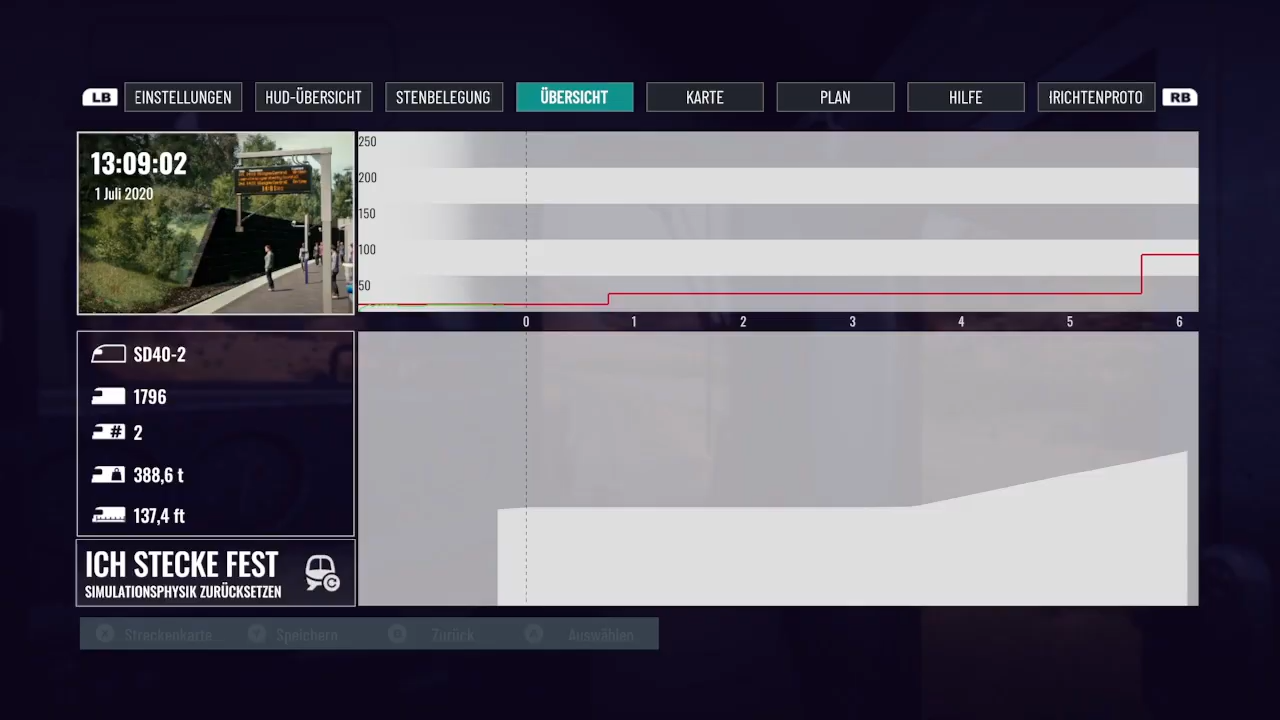 LB EINSTELLUNGEN HUD-ÜBERSICHT STENBELEGUNG ÜBERSICHT KARTE PLAN HILFE IRICHTENPROTO RB
13:09:02
1 Juli 2020
250
200
150
100
50
0 1 2 3 4 5 6
SD40-2
1796
# 2
388,6 t
137,4 ft
ICH STECKE FEST
SIMULATIONSPHYSIK ZURÜCKSETZEN
X Streckenkarte Y Speichern B Zurück A Auswählen